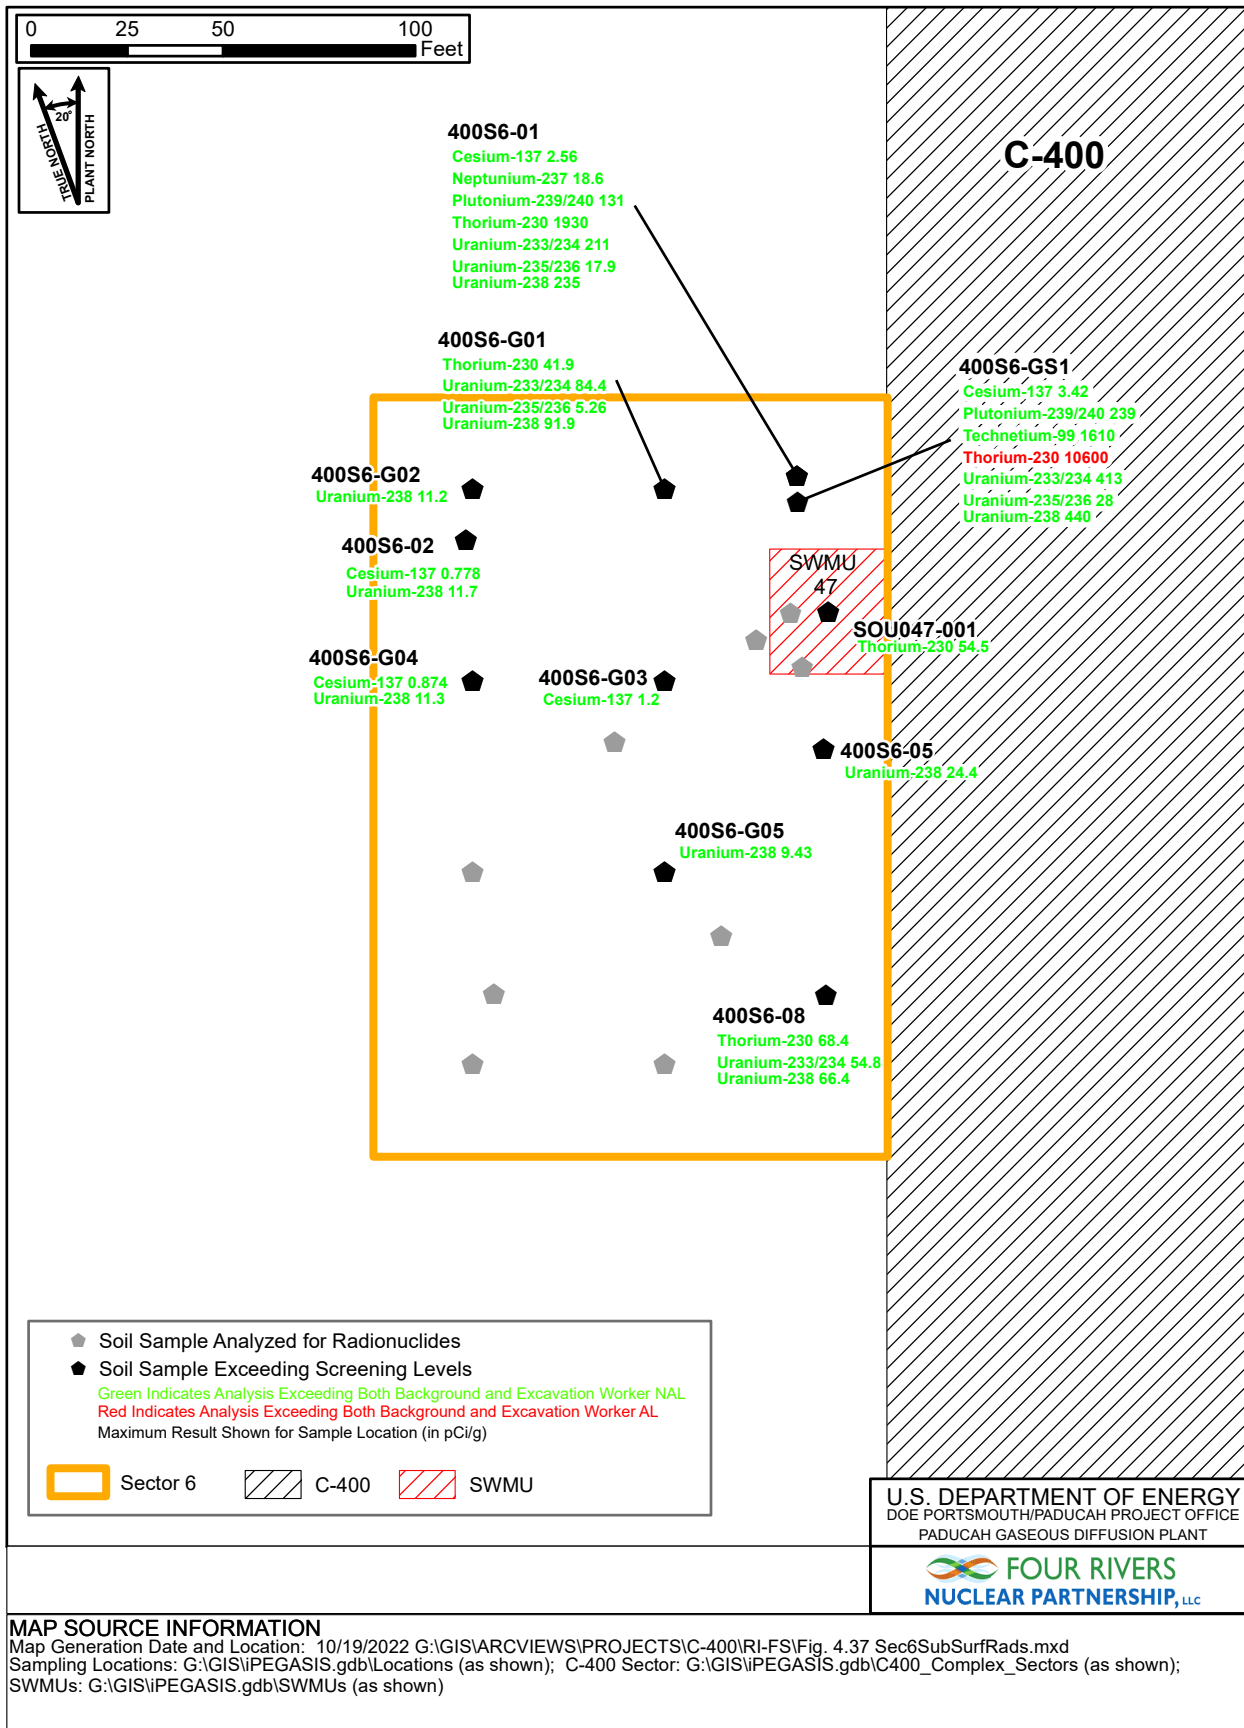 0 25 50 100
Feet
20°
TRUE NORTH
PLANT NORTH
C-400
400S6-01
Cesium-137 2.56
Neptunium-237 18.6
Plutonium-239/240 131
Thorium-230 1930
Uranium-233/234 211
Uranium-235/236 17.9
Uranium-238 235
400S6-G01
Thorium-230 41.9
Uranium-233/234 84.4
Uranium-235/236 5.26
Uranium-238 91.9
400S6-GS1
Cesium-137 3.42
Plutonium-239/240 239
Technetium-99 1610
Thorium-230 10600
Uranium-233/234 413
Uranium-235/236 28
Uranium-238 440
400S6-G02
Uranium-238 11.2
400S6-02
Cesium-137 0.778
Uranium-238 11.7
SWMU
47
SOU047-001
Thorium-230 54.5
400S6-G04
Cesium-137 0.874
Uranium-238 11.3
400S6-G03
Cesium-137 1.2
400S6-05
Uranium-238 24.4
400S6-G05
Uranium-238 9.43
400S6-08
Thorium-230 68.4
Uranium-233/234 54.8
Uranium-238 66.4
Soil Sample Analyzed for Radionuclides
Soil Sample Exceeding Screening Levels
Green Indicates Analysis Exceeding Both Background and Excavation Worker NAL
Red Indicates Analysis Exceeding Both Background and Excavation Worker AL
Maximum Result Shown for Sample Location (in pCi/g)
Sector 6 C-400 SWMU
U.S. DEPARTMENT OF ENERGY
DOE PORTSMOUTH/PADUCAH PROJECT OFFICE
PADUCAH GASEOUS DIFFUSION PLANT
FOUR RIVERS
NUCLEAR PARTNERSHIP, LLC
MAP SOURCE INFORMATION
Map Generation Date and Location: 10/19/2022 G:\GIS\ARCVIEWS\PROJECTS\C-400\RI-FS\Fig. 4.37 Sec6SubSurfRads.mxd
Sampling Locations: G:\GIS\iPEGASIS.gdb\Locations (as shown); C-400 Sector: G:\GIS\iPEGASIS.gdb\C400_Complex_Sectors (as shown);
SWMUs: G:\GIS\iPEGASIS.gdb\SWMUs (as shown)